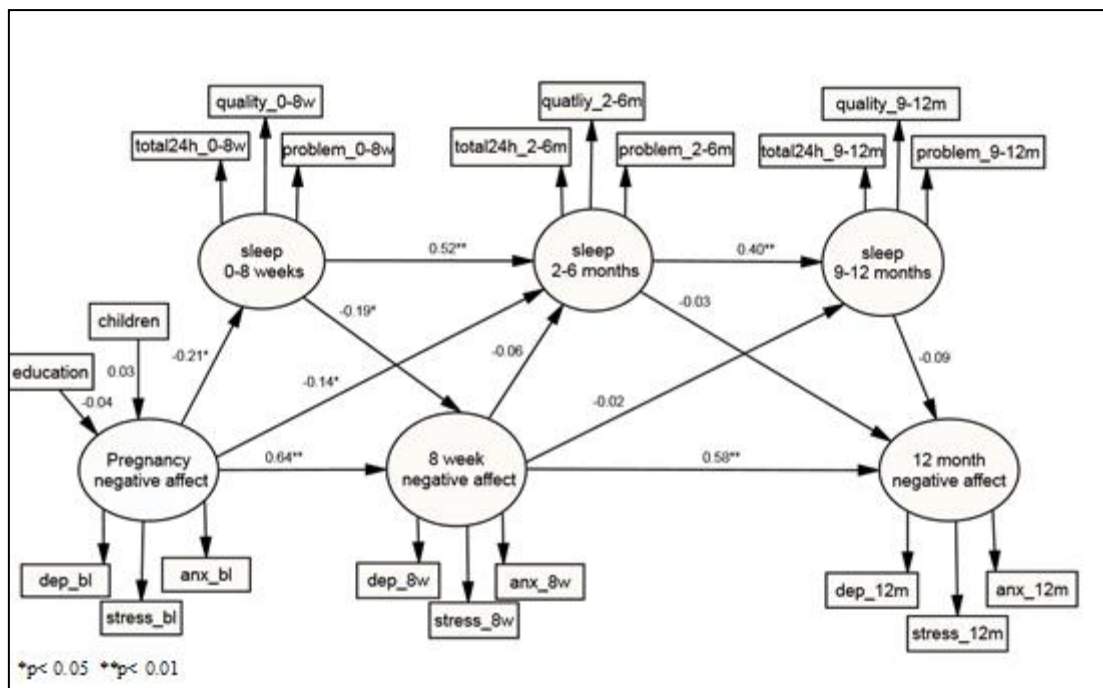 quality_0-8w
quatliy_2-6m
quality_9-12m
total24h_0-8w
problem_0-8w
total24h_2-6m
problem_2-6m
total24h_9-12m
problem_9-12m
sleep
0-8 weeks
0.52**
sleep
2-6 months
0.40**
sleep
9-12 months
children
education
0.03
-0.04
-0.21*
-0.19*
-0.14*
-0.06
-0.03
-0.02
-0.09
Pregnancy
negative affect
0.64**
8 week
negative affect
0.58**
12 month
negative affect
dep_bl
anx_bl
stress_bl
dep_8w
anx_8w
stress_8w
dep_12m
anx_12m
stress_12m
*p< 0.05 **p< 0.01